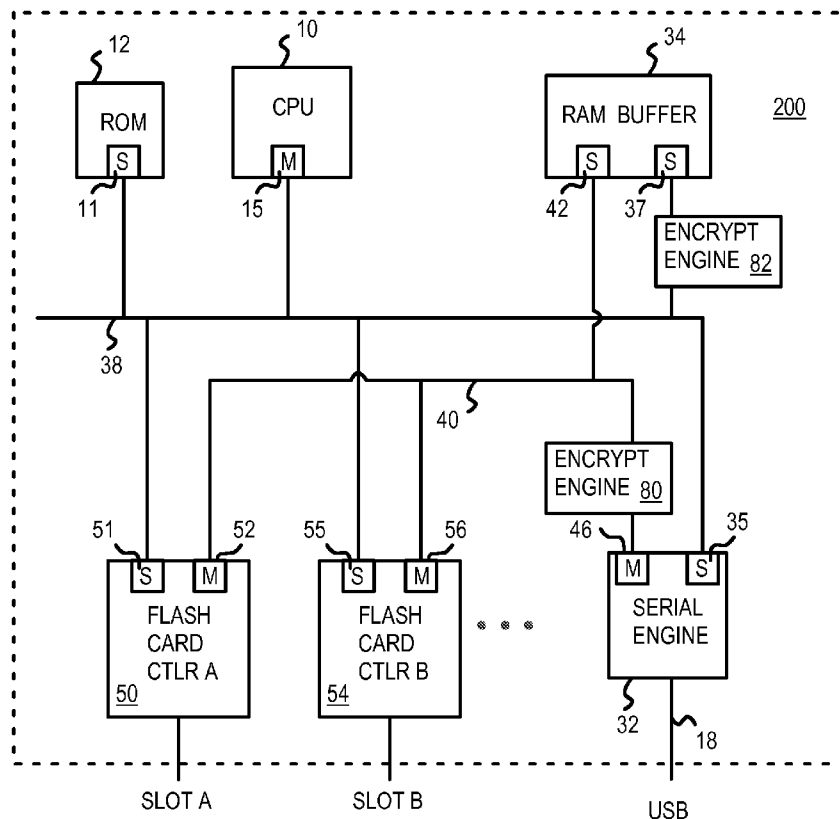 12
ROM
S
11
10
CPU
M
15
34
RAM BUFFER
S
S
42
37
200
ENCRYPT
ENGINE 82
38
40
ENCRYPT
ENGINE 80
51
S
52
M
FLASH
CARD
CTLR A
50
55
S
56
M
FLASH
CARD
CTLR B
54
46
M
35
S
SERIAL
ENGINE
32
18
SLOT A
SLOT B
USB